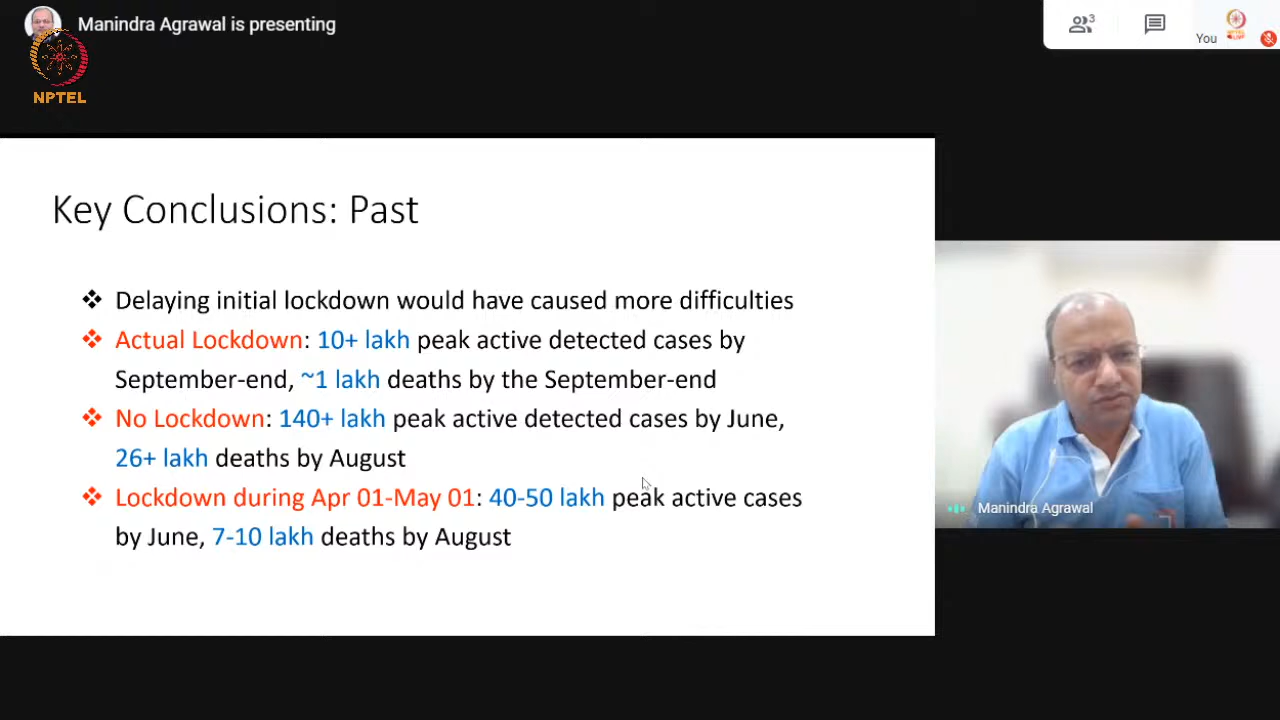 Manindra Agrawal is presenting
3
You
NPTEL
Key Conclusions: Past
❖ Delaying initial lockdown would have caused more difficulties
❖ Actual Lockdown: 10+ lakh peak active detected cases by
September-end, ~1 lakh deaths by the September-end
❖ No Lockdown: 140+ lakh peak active detected cases by June,
26+ lakh deaths by August
❖ Lockdown during Apr 01-May 01: 40-50 lakh peak active cases
by June, 7-10 lakh deaths by August
Manindra Agrawal